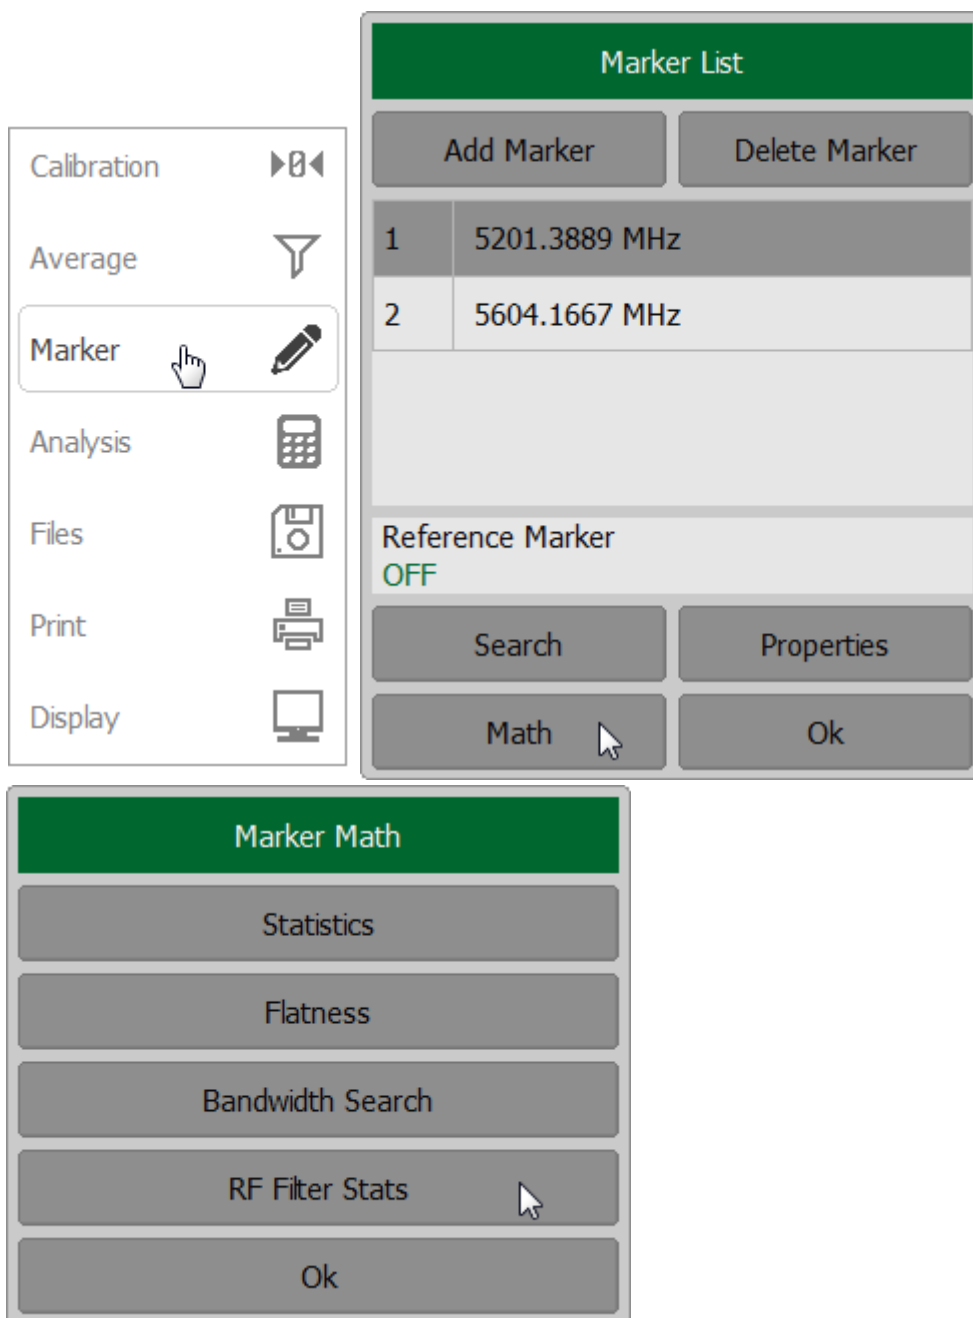 Calibration
Average
Marker
Analysis
Files
Print
Display
Marker List
Add Marker Delete Marker
1 5201.3889 MHz
2 5604.1667 MHz
Reference Marker
OFF
Search Properties
Math Ok
Marker Math
Statistics
Flatness
Bandwidth Search
RF Filter Stats
Ok